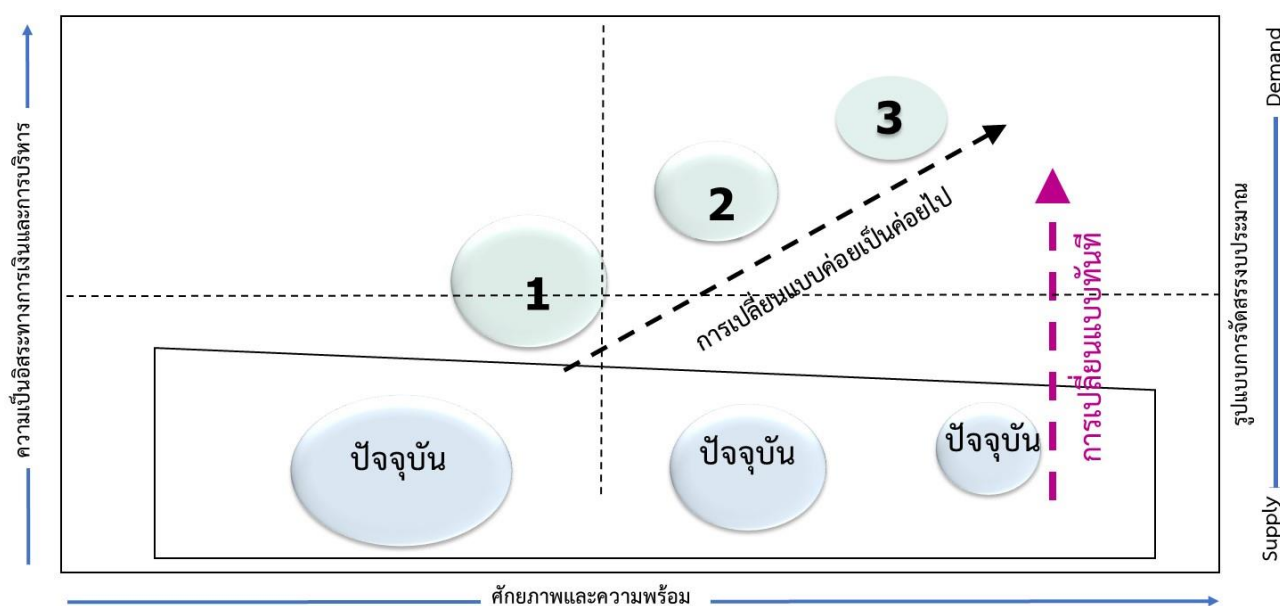 ความเป็นอิสระทางการเงินและการบริหาร
3
2
1
การเปลี่ยนแบบค่อยเป็นค่อยไป
การเปลี่ยนแบบทันที
ปัจจุบัน
ปัจจุบัน
ปัจจุบัน
Demand
รูปแบบการจัดสรรงบประมาณ
Supply
ศักยภาพและความพร้อม